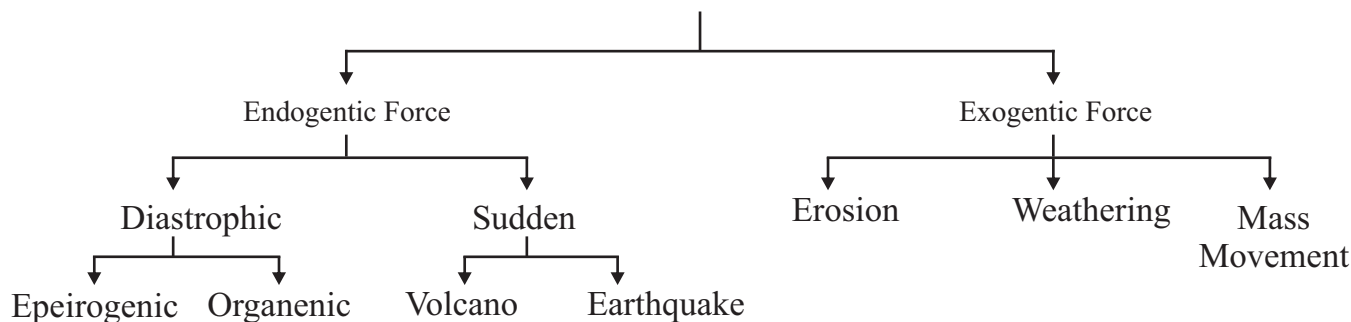 Endogentic Force
Exogentic Force
Diastrophic
Sudden
Erosion
Weathering
Mass
Movement
Epeirogenic
Organenic
Volcano
Earthquake